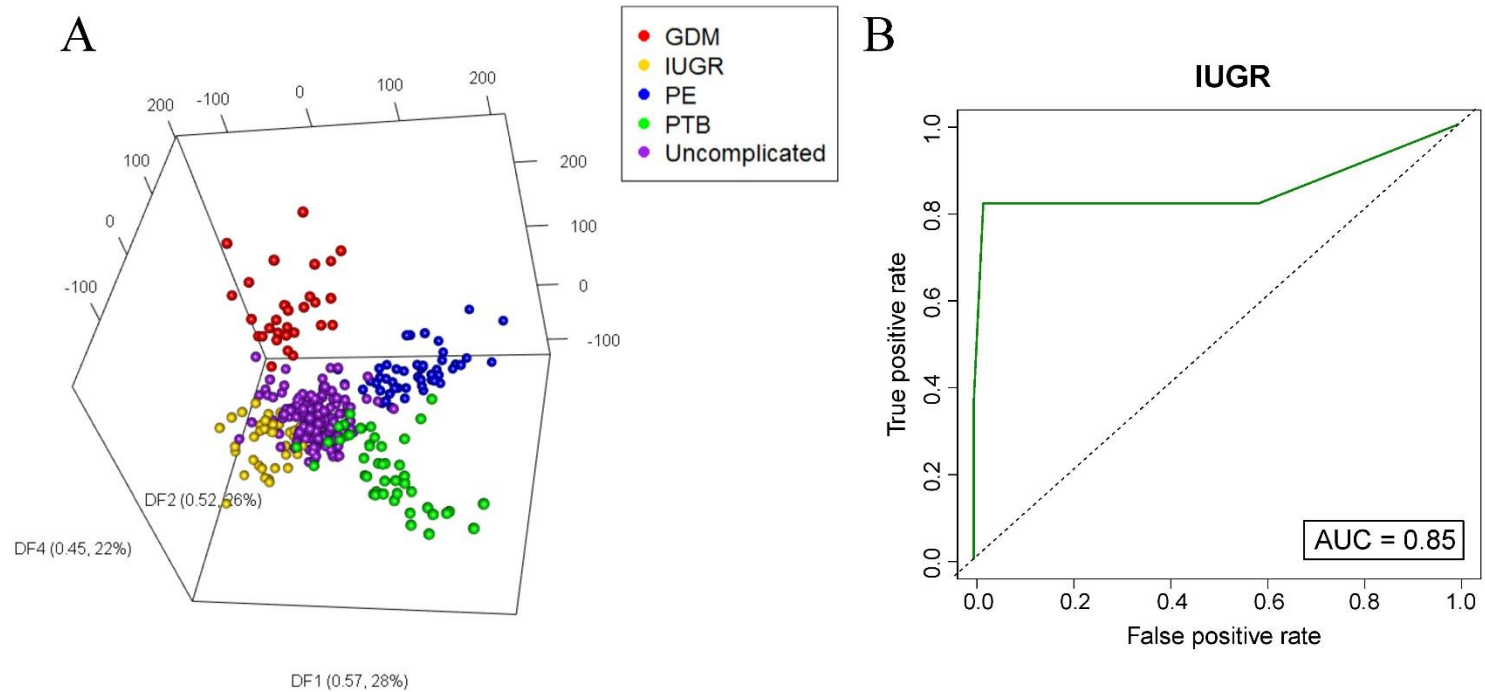 A
GDM
IUGR
PE
PTB
Uncomplicated
200
-100
0
100
200
100
0
-100
200
100
0
-100
DF2 (0.52, 26%)
DF4 (0.45, 22%)
DF1 (0.57, 28%)
B
IUGR
1.0
0.8
0.6
0.4
0.2
0.0
True positive rate
AUC = 0.85
0.0
0.2
0.4
0.6
0.8
1.0
False positive rate